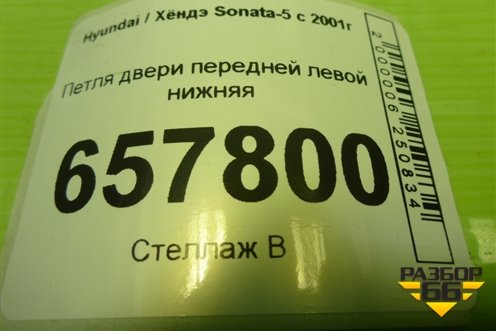 Hyundai / Хёндэ Sonata-5 с 2001г
Петля двери передней левой
нижняя
657800
Стеллаж В
2000006250834
РАЗБОР
66